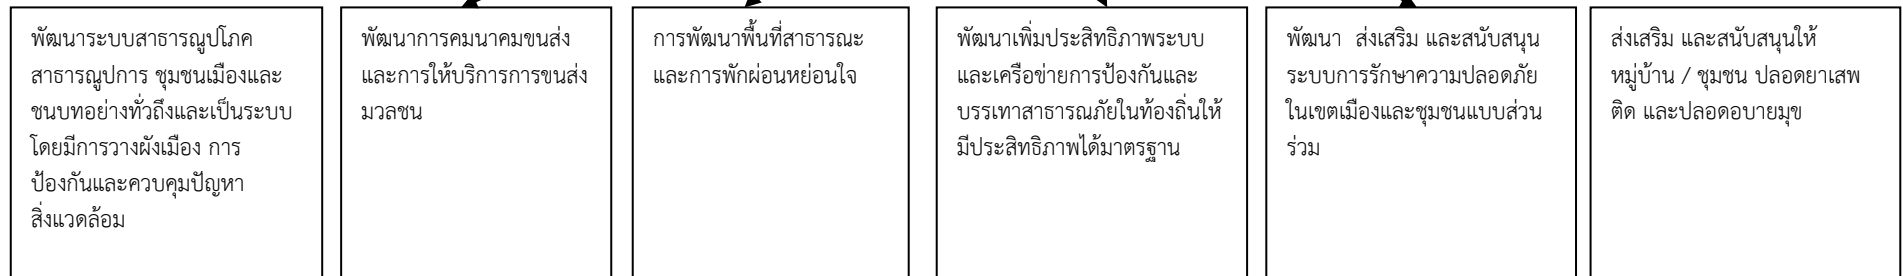 พัฒนาระบบสาธารณูปโภค
สาธารณูปการ ชุมชนเมืองและ
ชนบทอย่างทั่วถึงและเป็นระบบ
โดยมีการวางผังเมือง การ
ป้องกันและควบคุมปัญหา
สิ่งแวดล้อม
พัฒนาการคมนาคมขนส่ง
และการให้บริการการขนส่ง
มวลชน
การพัฒนาพื้นที่สาธารณะ
และการพักผ่อนหย่อนใจ
พัฒนาเพิ่มประสิทธิภาพระบบ
และเครือข่ายการป้องกันและ
บรรเทาสาธารณภัยในท้องถิ่นให้
มีประสิทธิภาพได้มาตรฐาน
พัฒนา ส่งเสริม และสนับสนุน
ระบบการรักษาความปลอดภัย
ในเขตเมืองและชุมชนแบบส่วน
ร่วม
ส่งเสริม และสนับสนุนให้
หมู่บ้าน / ชุมชน ปลอดยาเสพ
ติด และปลอดอบายมุข